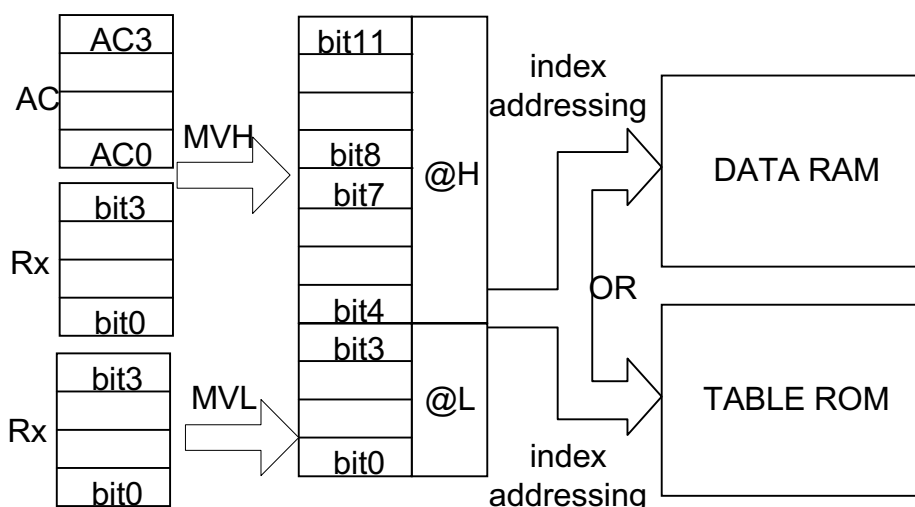 AC3
AC
AC0
MVH
bit3
Rx
bit0
bit3
Rx
bit0
MVL
bit11
bit8
bit7
@H
bit4
bit3
@L
bit0
index
addressing
DATA RAM
OR
TABLE ROM
index
addressing